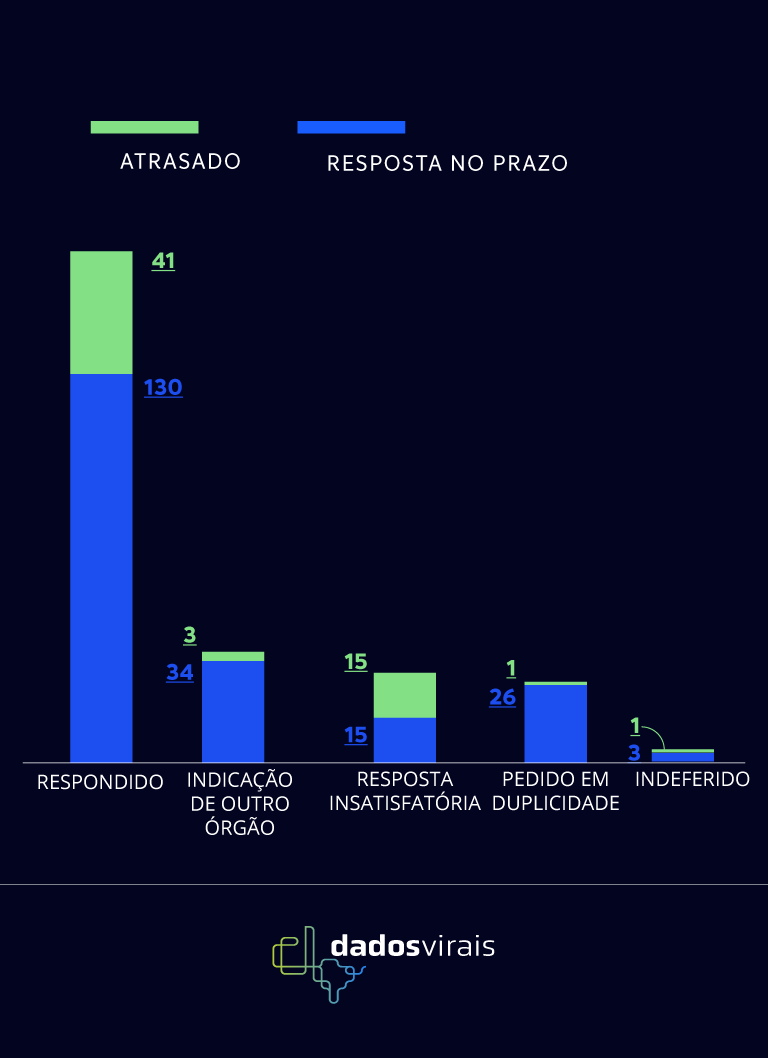 ATRASADO
RESPOSTA NO PRAZO
41
130
3
34
15
15
1
26
1
3
RESPONDIDO
INDICAÇÃO
DE OUTRO
ÓRGÃO
RESPOSTA
INSATISFATÓRIA
PEDIDO EM
DUPLICIDADE
INDEFERIDO
dadosvirais